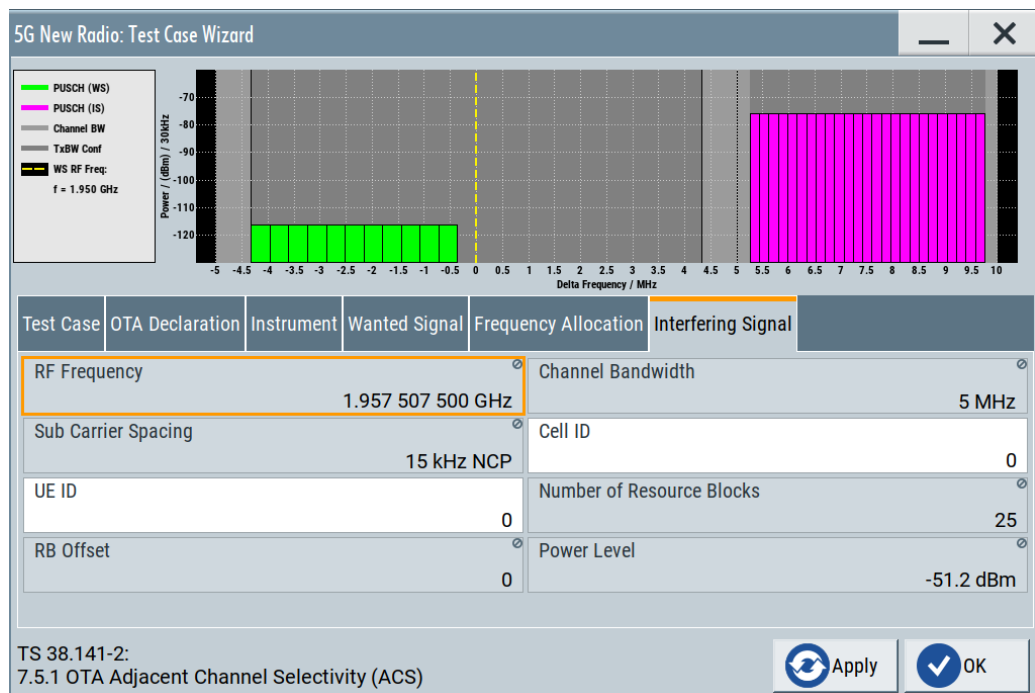 5G New Radio: Test Case Wizard
PUSCH (WS)
PUSCH (IS)
Channel BW
TxBW Conf
WS RF Freq:
f = 1.950 GHz
Power / (dBm) / 30kHz
-70
-80
-90
-100
-110
-120
-5 -4.5 -4 -3.5 -3 -2.5 -2 -1.5 -1 -0.5 0 0.5 1 1.5 2 2.5 3 3.5 4 4.5 5 5.5 6 6.5 7 7.5 8 8.5 9 9.5 10
Delta Frequency / MHz
Test Case OTA Declaration Instrument Wanted Signal Frequency Allocation Interfering Signal
RF Frequency
1.957 507 500 GHz
Channel Bandwidth
5 MHz
Sub Carrier Spacing
15 kHz NCP
Cell ID
0
UE ID
0
Number of Resource Blocks
25
RB Offset
0
Power Level
-51.2 dBm
TS 38.141-2:
7.5.1 OTA Adjacent Channel Selectivity (ACS)
Apply
OK